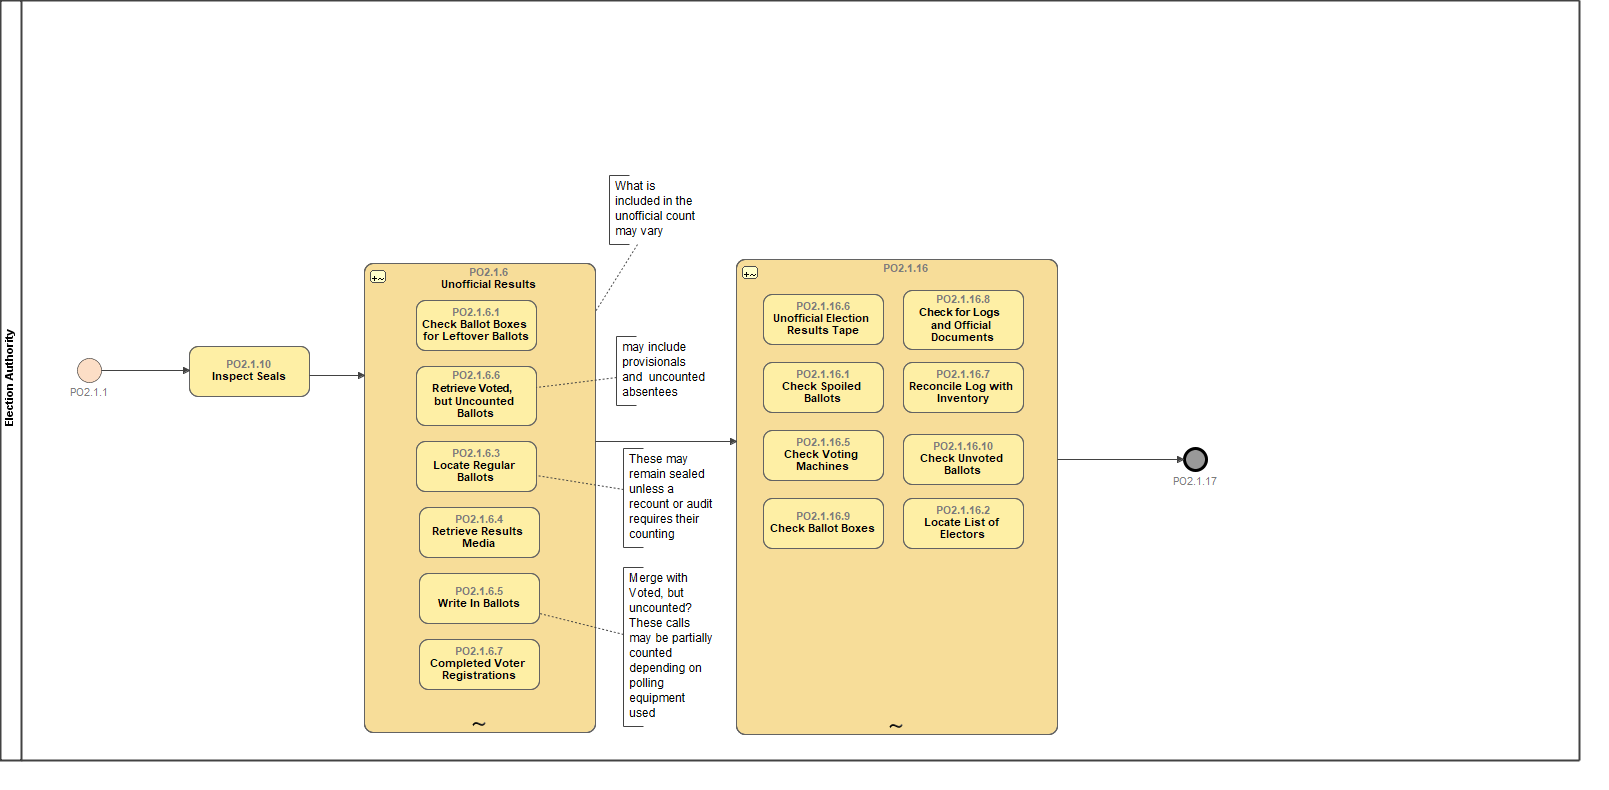 Election Authority
PO2.1.1
PO2.1.10
Inspect Seals
PO2.1.6
Unofficial Results
PO2.1.6.1
Check Ballot Boxes
for Leftover Ballots
PO2.1.6.6
Retrieve Voted,
but Uncounted
Ballots
PO2.1.6.3
Locate Regular
Ballots
PO2.1.6.4
Retrieve Results
Media
PO2.1.6.5
Write In Ballots
PO2.1.6.7
Completed Voter
Registrations
~
What is
included in the
unofficial count
may vary
may include
provisionals
and uncounted
absentees
These may
remain sealed
unless a
recount or audit
requires their
counting
Merge with
Voted, but
uncounted?
These calls
may be partially
counted
depending on
polling
equipment
used
PO2.1.16
PO2.1.16.6
Unofficial Election
Results Tape
PO2.1.16.8
Check for Logs
and Official
Documents
PO2.1.16.1
Check Spoiled
Ballots
PO2.1.16.7
Reconcile Log with
Inventory
PO2.1.16.5
Check Voting
Machines
PO2.1.16.10
Check Unvoted
Ballots
PO2.1.16.9
Check Ballot Boxes
PO2.1.16.2
Locate List of
Electors
~
PO2.1.17